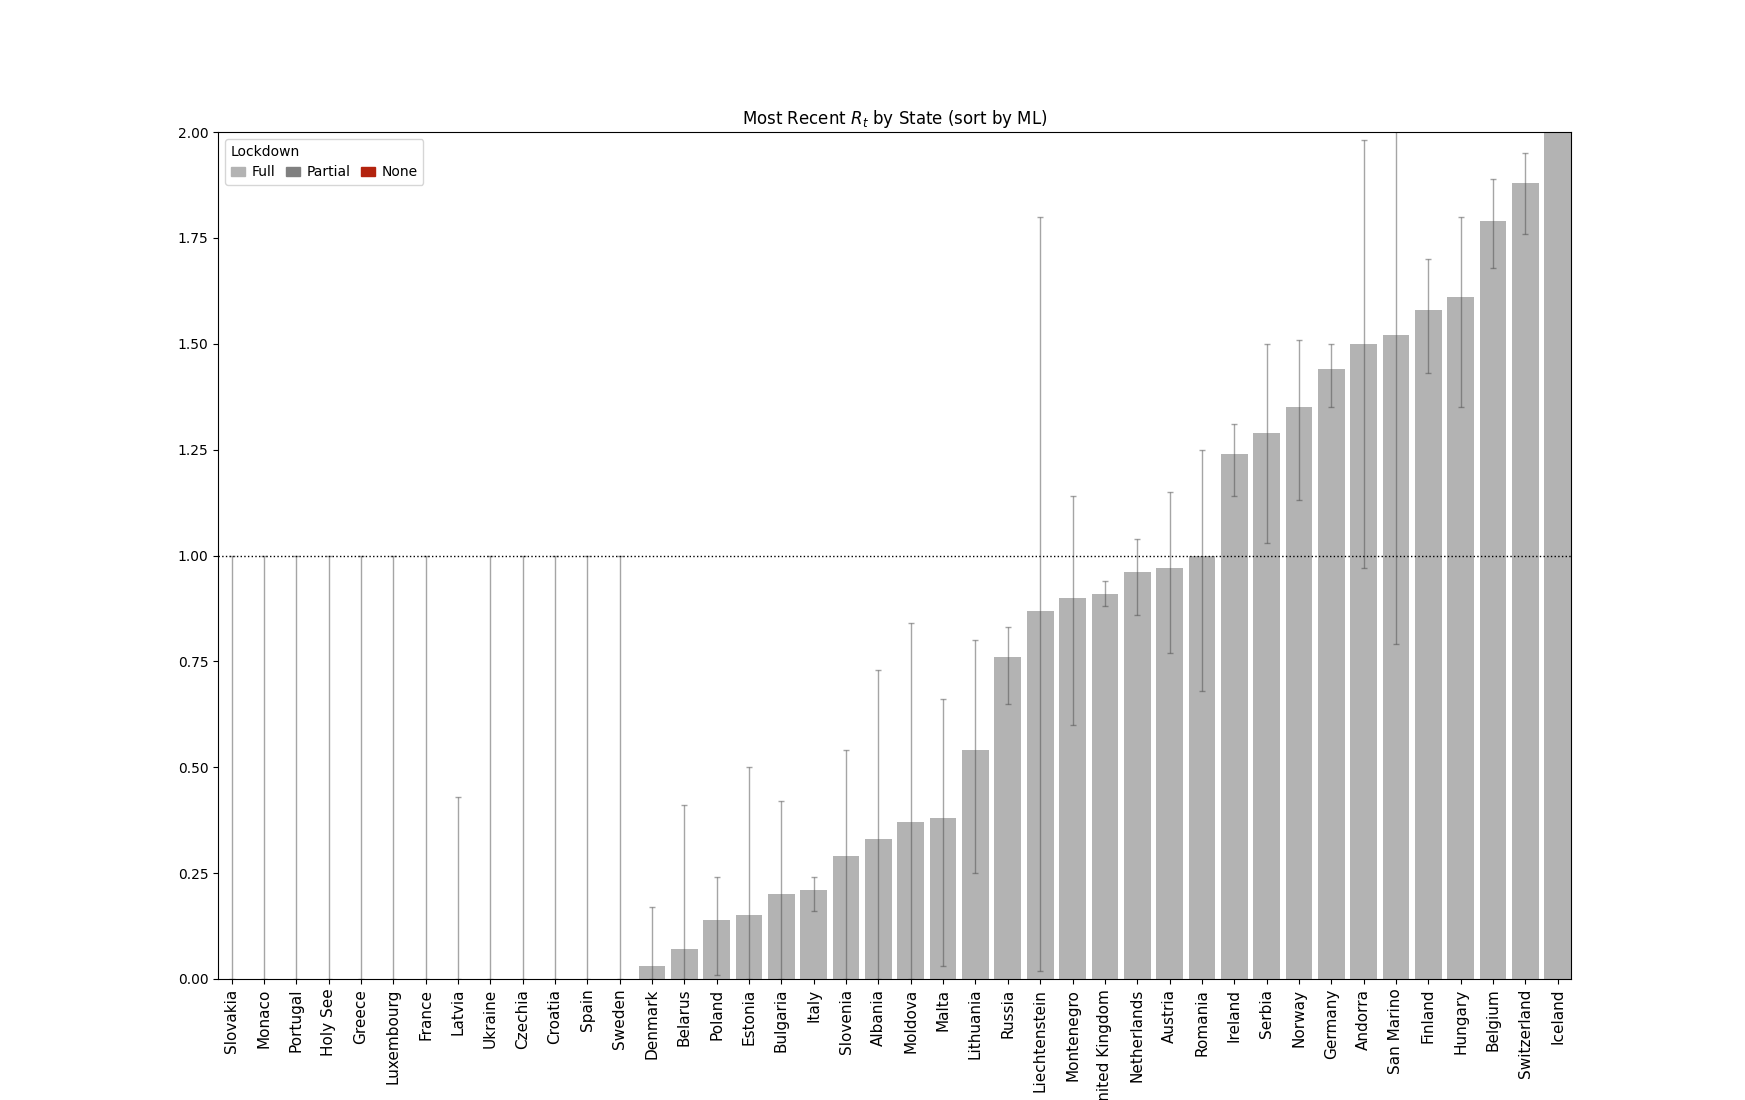 Most Recent Rt by State (sort by ML)
Lockdown
Full Partial None
2.00
1.75
1.50
1.25
1.00
0.75
0.50
0.25
0.00
Slovakia
Monaco
Portugal
Holy See
Greece
Luxembourg
France
Latvia
Ukraine
Czechia
Croatia
Spain
Sweden
Denmark
Belarus
Poland
Estonia
Bulgaria
Italy
Slovenia
Albania
Moldova
Malta
Lithuania
Russia
Liechtenstein
Montenegro
nited Kingdom
Netherlands
Austria
Romania
Ireland
Serbia
Norway
Germany
Andorra
San Marino
Finland
Hungary
Belgium
Switzerland
Iceland